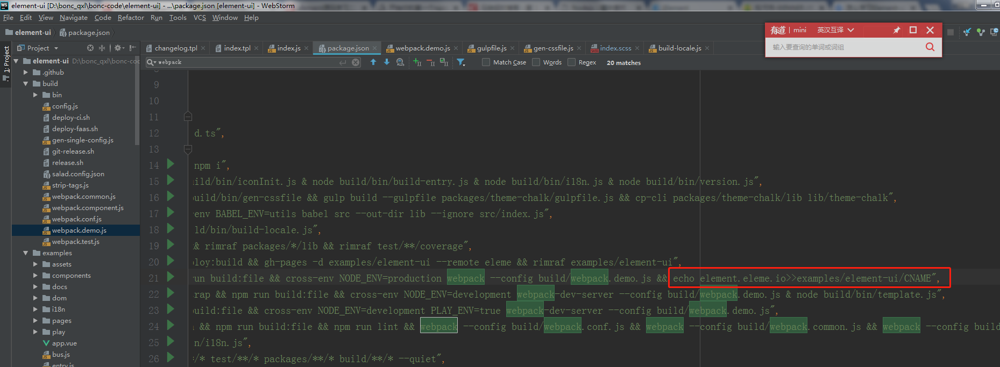 element-ui [D:\bonc_qxl\bonc-code\element-ui] - ...\package.json [element-ui] - WebStorm
File Edit View Navigate Code Refactor Run Tools VCS Window Help
element-ui package.json
有道 | mini 英汉互译
输入要查询的单词或词组
Project
changelog.tpl index.tpl index.js package.json webpack.demo.js gulpfile.js gen-cssfile.js index.scss build-locale.js
webpack
Match Case Words Regex 20 matches
1: Project
element-ui D:\bonc_qxl\bonc-cod
.github
build
bin
config.js
deploy-ci.sh
deploy-faas.sh
gen-single-config.js
git-release.sh
release.sh
salad.config.json
strip-tags.js
webpack.common.js
webpack.component.js
webpack.conf.js
webpack.demo.js
webpack.test.js
examples
assets
components
docs
dom
i18n
pages
play
app.vue
bus.js
entry.js
9
10
11
12 d.ts",
13
14 npm i",
15 ild/bin/iconInit.js & node build/bin/build-entry.js & node build/bin/i18n.js & node build/bin/version.js",
16 build/bin/gen-cssfile && gulp build --gulpfile packages/theme-chalk/gulpfile.js && cp-cli packages/theme-chalk/lib lib/theme-chalk",
17 -env BABEL_ENV=utils babel src --out-dir lib --ignore src/index.js",
18 ld/bin/build-locale.js",
19 & rimraf packages/*/lib && rimraf test/**/coverage",
20 loy:build && gh-pages -d examples/element-ui --remote eleme && rimraf examples/element-ui",
21 run build:file && cross-env NODE_ENV=production webpack --config build/webpack.demo.js && echo element.eleme.io>>examples/element-ui/CNAME",
22 rap && npm run build:file && cross-env NODE_ENV=development webpack-dev-server --config build/webpack.demo.js & node build/bin/template.js",
23 build:file && cross-env NODE_ENV=development PLAY_ENV=true webpack-dev-server --config build/webpack.demo.js",
24 && npm run build:file && npm run lint && webpack --config build/webpack.conf.js && webpack --config build/webpack.common.js && webpack --config build
25 n/i18n.js",
26 /* test/**/* packages/**/* build/**/* --quiet",